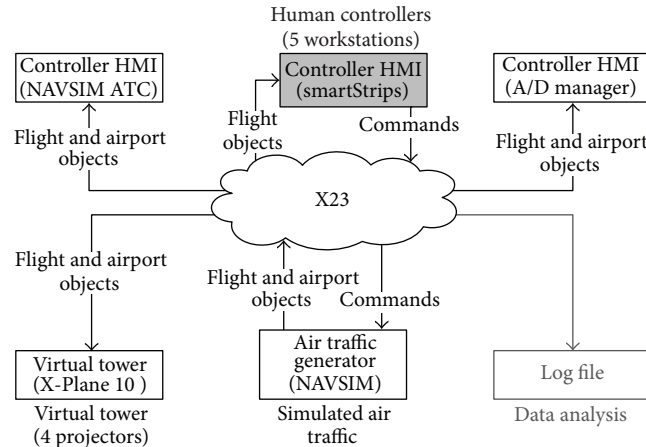 Human controllers
(5 workstations)
Controller HMI
(NAVSIM ATC)
Controller HMI
(smartStrips)
Controller HMI
(A/D manager)
Flight and airport
objects
Flight
objects
Commands
Flight and airport
objects
X23
Flight and airport
objects
Flight and airport
objects
Commands
Virtual tower
(X-Plane 10 )
Air traffic
generator
(NAVSIM)
Log file
Virtual tower
(4 projectors)
Simulated air
traffic
Data analysis